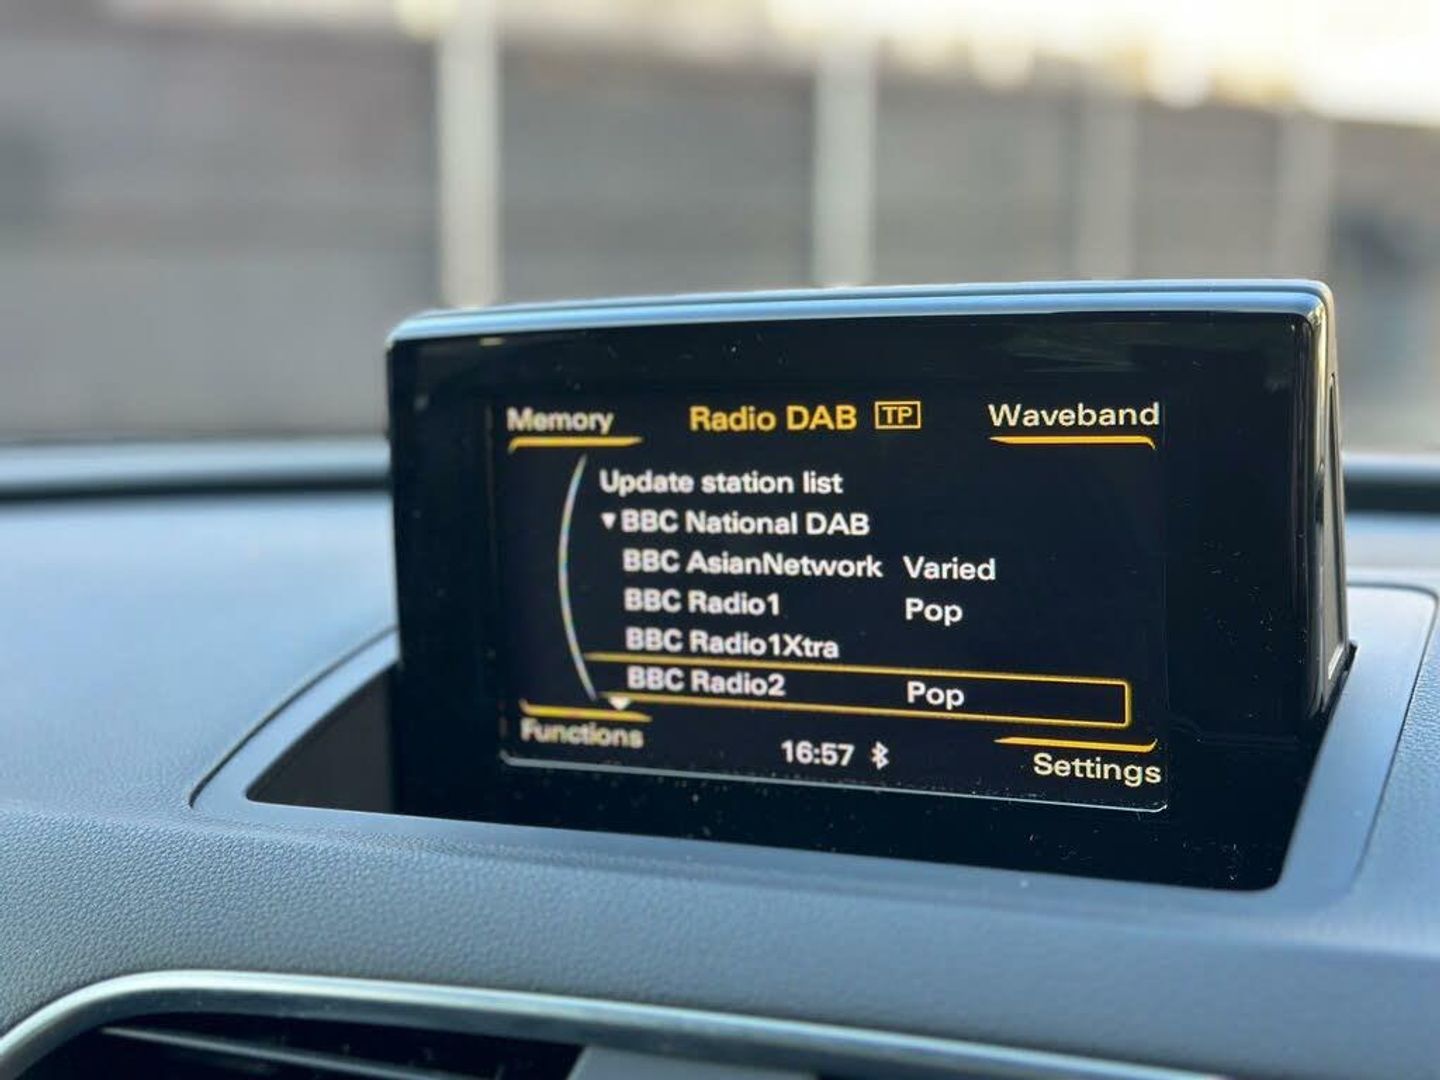 Memory Radio DAB TP Waveband
Update station list
▼BBC National DAB
BBC AsianNetwork Varied
BBC Radio1 Pop
BBC Radio1Xtra
BBC Radio2 Pop
Functions 16:57 Settings